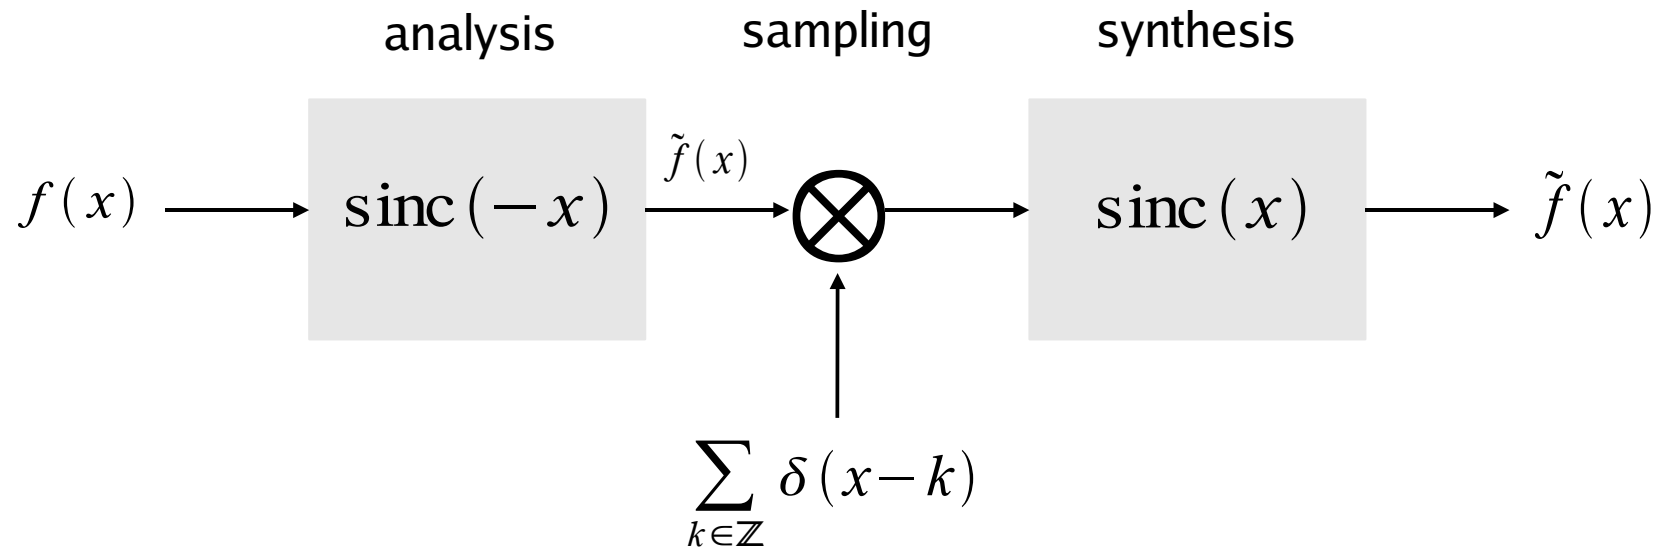 analysis sampling synthesis
f(x) sinc(−x) f̃(x) sinc(x) f̃(x)
∑ δ(x−k)
k∈ℤ